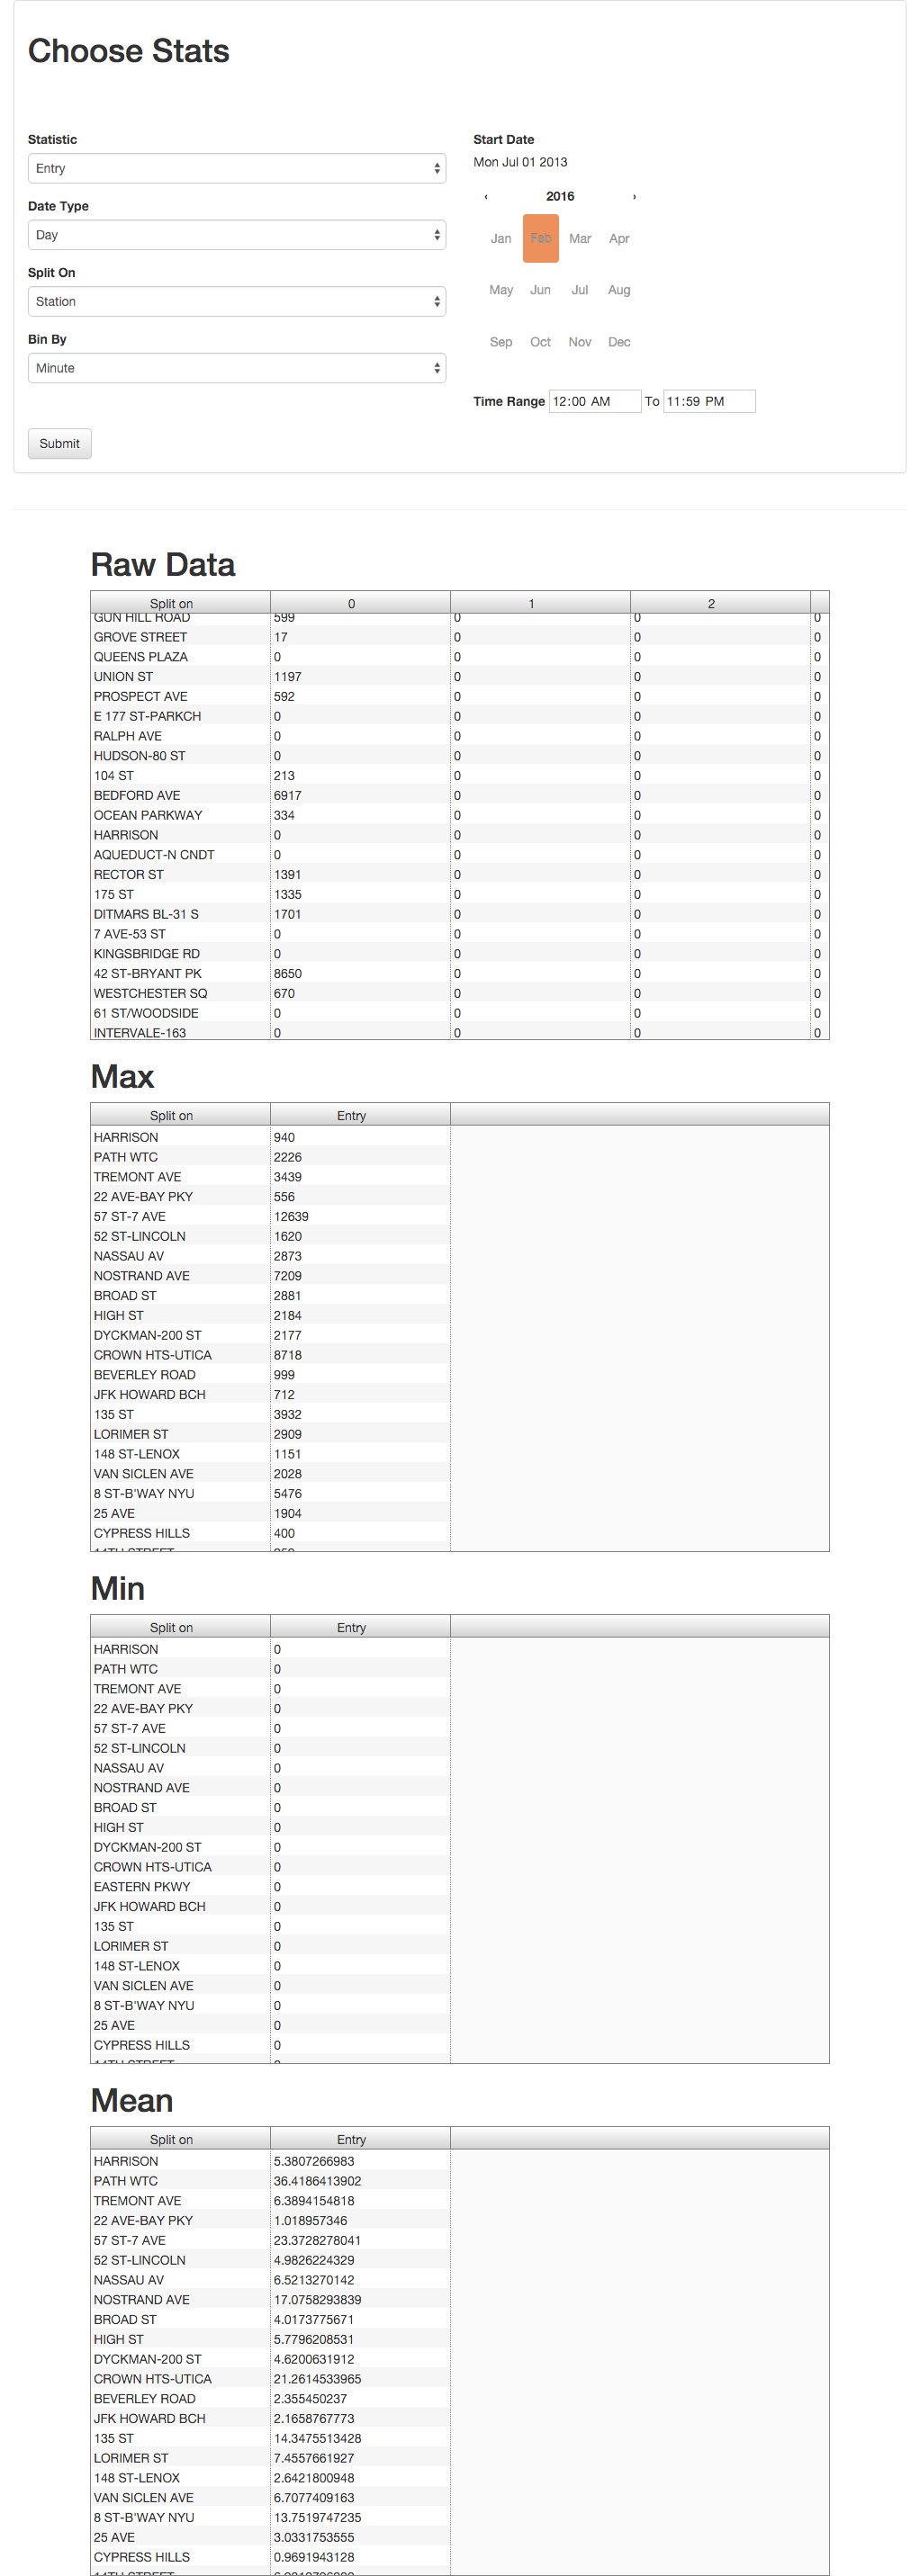 Choose Stats
Statistic
Entry
Date Type
Day
Split On
Station
Bin By
Minute
Submit
Start Date
Mon Jul 01 2013
‹ 2016 ›
Jan Feb Mar Apr
May Jun Jul Aug
Sep Oct Nov Dec
Time Range 12:00 AM To 11:59 PM
Raw Data
Split on 0 1 2
GUN HILL ROAD 599 0 0 0
GROVE STREET 17 0 0 0
QUEENS PLAZA 0 0 0 0
UNION ST 1197 0 0 0
PROSPECT AVE 592 0 0 0
E 177 ST-PARKCH 0 0 0 0
RALPH AVE 0 0 0 0
HUDSON-80 ST 0 0 0 0
104 ST 213 0 0 0
BEDFORD AVE 6917 0 0 0
OCEAN PARKWAY 334 0 0 0
HARRISON 0 0 0 0
AQUEDUCT-N CNDT 0 0 0 0
RECTOR ST 1391 0 0 0
175 ST 1335 0 0 0
DITMARS BL-31 S 1701 0 0 0
7 AVE-53 ST 0 0 0 0
KINGSBRIDGE RD 0 0 0 0
42 ST-BRYANT PK 8650 0 0 0
WESTCHESTER SQ 670 0 0 0
61 ST/WOODSIDE 0 0 0 0
INTERVALE-163 0 0 0 0
Max
Split on Entry
HARRISON 940
PATH WTC 2226
TREMONT AVE 3439
22 AVE-BAY PKY 556
57 ST-7 AVE 12639
52 ST-LINCOLN 1620
NASSAU AV 2873
NOSTRAND AVE 7209
BROAD ST 2881
HIGH ST 2184
DYCKMAN-200 ST 2177
CROWN HTS-UTICA 8718
BEVERLEY ROAD 999
JFK HOWARD BCH 712
135 ST 3932
LORIMER ST 2909
148 ST-LENOX 1151
VAN SICLEN AVE 2028
8 ST-B'WAY NYU 5476
25 AVE 1904
CYPRESS HILLS 400
14TH STREET
Min
Split on Entry
HARRISON 0
PATH WTC 0
TREMONT AVE 0
22 AVE-BAY PKY 0
57 ST-7 AVE 0
52 ST-LINCOLN 0
NASSAU AV 0
NOSTRAND AVE 0
BROAD ST 0
HIGH ST 0
DYCKMAN-200 ST 0
CROWN HTS-UTICA 0
EASTERN PKWY 0
JFK HOWARD BCH 0
135 ST 0
LORIMER ST 0
148 ST-LENOX 0
VAN SICLEN AVE 0
8 ST-B'WAY NYU 0
25 AVE 0
CYPRESS HILLS 0
14TH STREET 0
Mean
Split on Entry
HARRISON 5.3807266983
PATH WTC 36.4186413902
TREMONT AVE 6.3894154818
22 AVE-BAY PKY 1.018957346
57 ST-7 AVE 23.3728278041
52 ST-LINCOLN 4.9826224329
NASSAU AV 6.5213270142
NOSTRAND AVE 17.0758293839
BROAD ST 4.0173775671
HIGH ST 5.7796208531
DYCKMAN-200 ST 4.6200631912
CROWN HTS-UTICA 21.2614533965
BEVERLEY ROAD 2.355450237
JFK HOWARD BCH 2.1658767773
135 ST 14.3475513428
LORIMER ST 7.4557661927
148 ST-LENOX 2.6421800948
VAN SICLEN AVE 6.7077409163
8 ST-B'WAY NYU 13.7519747235
25 AVE 3.0331753555
CYPRESS HILLS 0.9691943128
14TH STREET